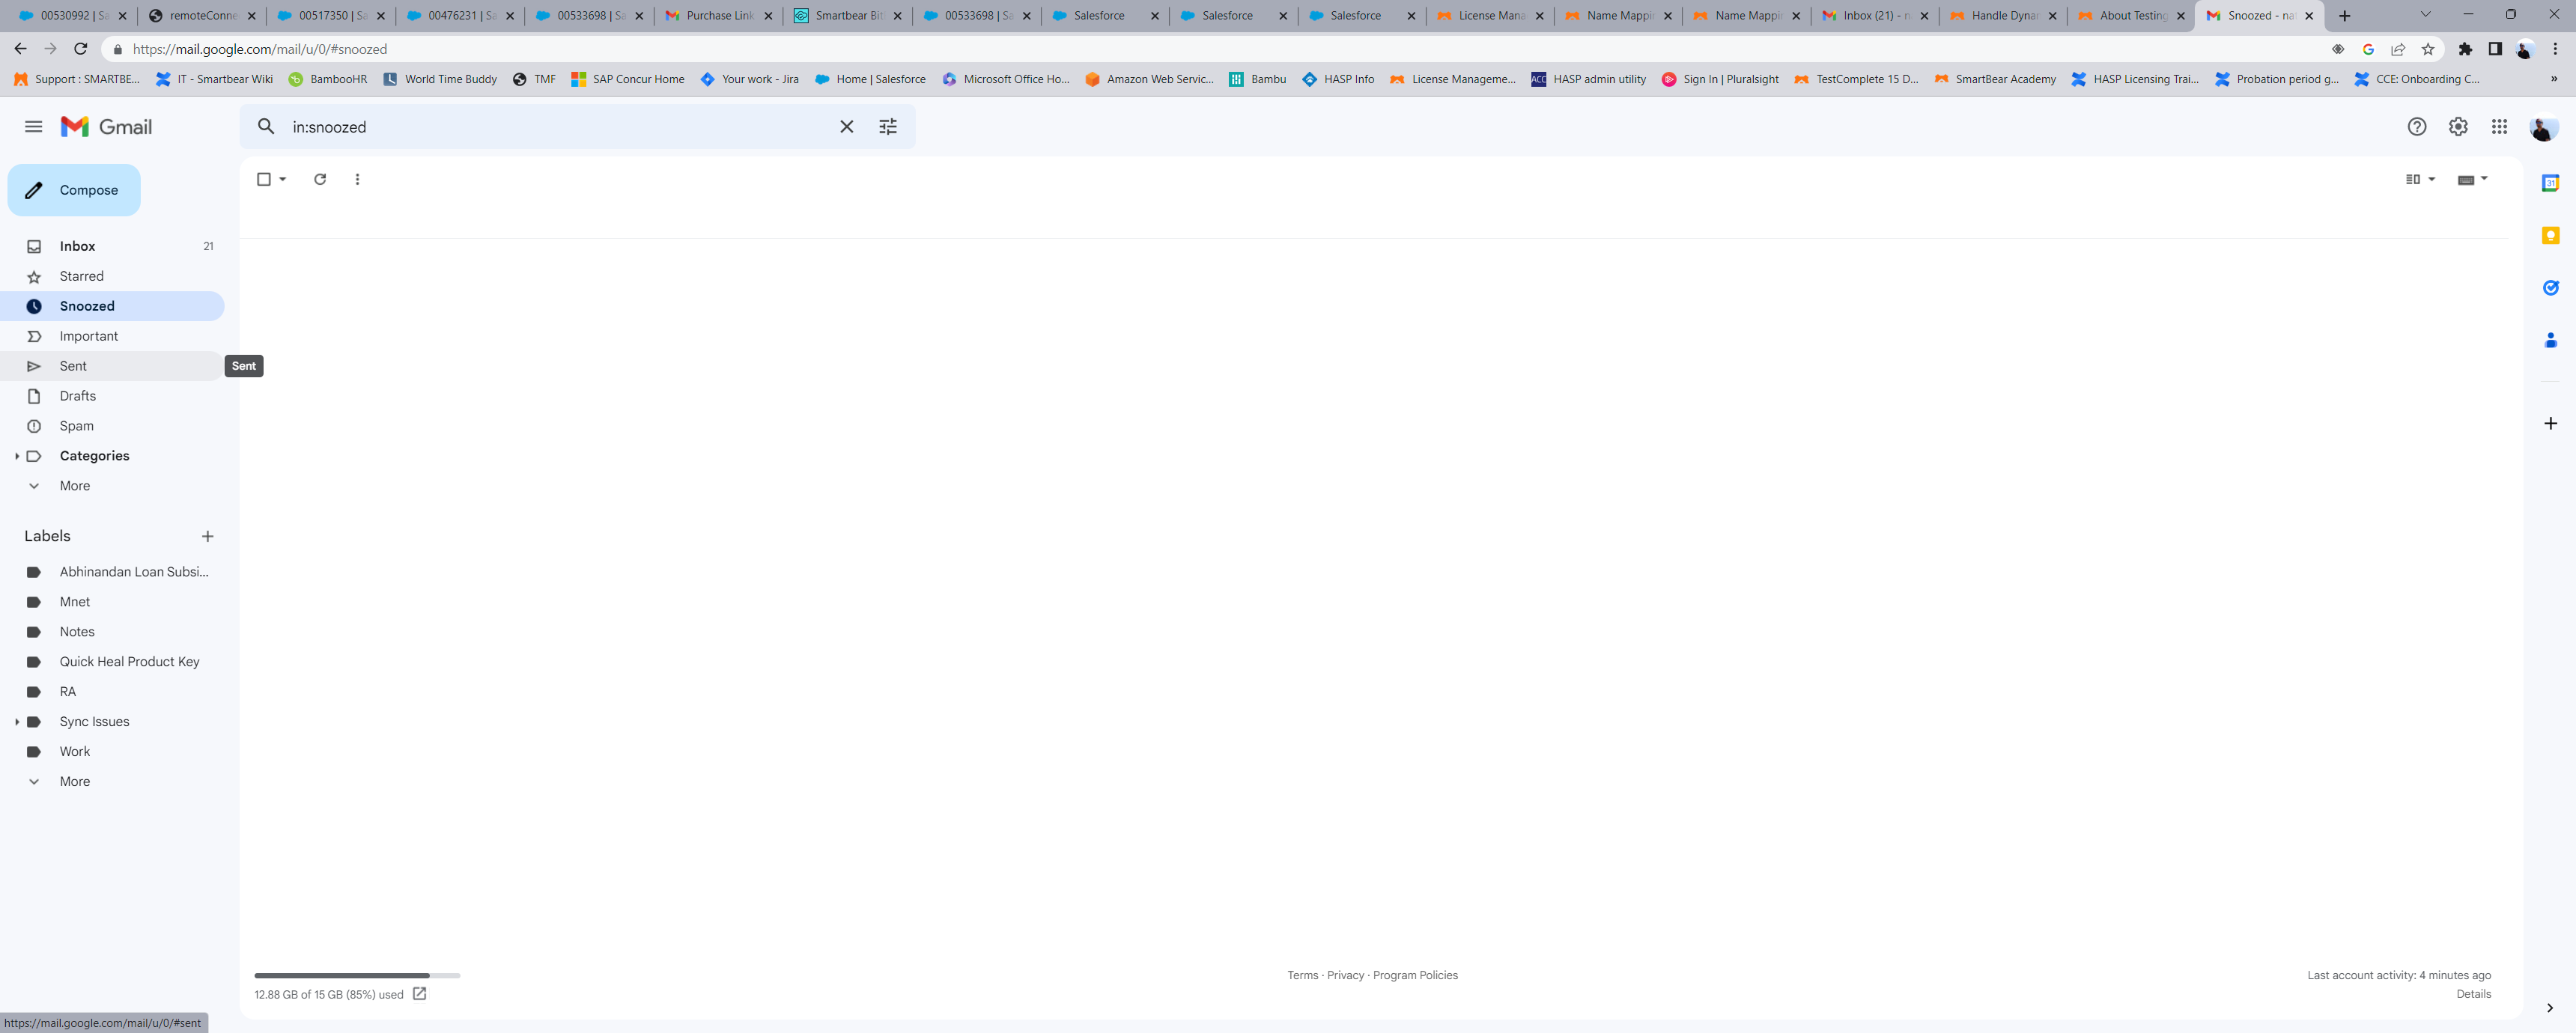 00530992 | Sa
remoteConne
00517350 | Sa
00476231 | Sa
00533698 | Sa
Purchase Link
Smartbear Bit
00533698 | Sa
Salesforce
Salesforce
Salesforce
License Mana
Name Mappin
Name Mappin
Inbox (21) - na
Handle Dynar
About Testing
Snoozed - nat
https://mail.google.com/mail/u/0/#snoozed
Support : SMARTBE...
IT - Smartbear Wiki
BambooHR
World Time Buddy
TMF
SAP Concur Home
Your work - Jira
Home | Salesforce
Microsoft Office Ho...
Amazon Web Servic...
Bambu
HASP Info
License Manageme...
ACC
HASP admin utility
Sign In | Pluralsight
TestComplete 15 D...
SmartBear Academy
HASP Licensing Trai...
Probation period g...
CCE: Onboarding C...
»
Gmail
in:snoozed
Compose
Inbox 21
Starred
Snoozed
Important
Sent
Sent
Drafts
Spam
Categories
More
Labels
Abhinandan Loan Subsi...
Mnet
Notes
Quick Heal Product Key
RA
Sync Issues
Work
More
31
12.88 GB of 15 GB (85%) used
Terms · Privacy · Program Policies
Last account activity: 4 minutes ago
Details
https://mail.google.com/mail/u/0/#sent